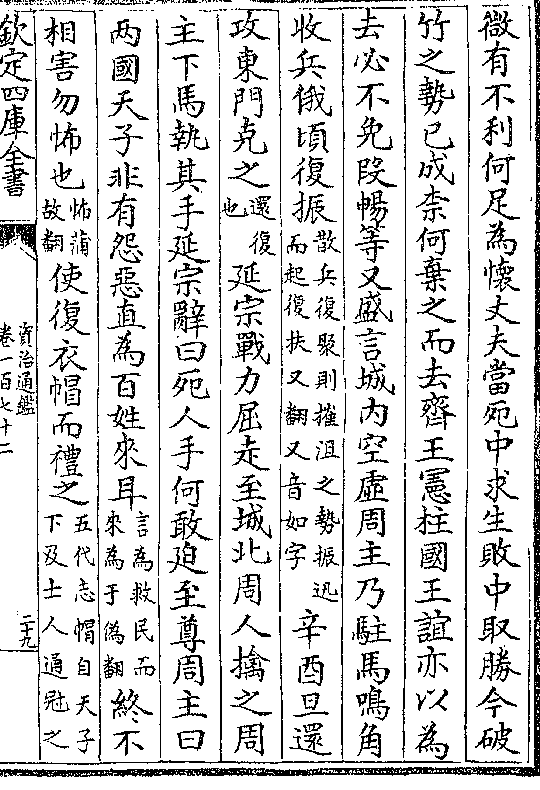 微有不利何足為懷丈夫當死中求生敗中取勝今破
竹之勢已成柰何棄之而去齊王憲柱國王誼亦以為
去必不免叚暢等又盛言城内空虛周主乃駐馬鳴角
收兵俄頃復振散兵復聚則摧沮之勢振迅而起復扶又翻又音如字辛酉旦還
攻東門克之還復也延宗戰力屈走至城北周人擒之周
主下馬執其手延宗辭曰死人手何敢迫至尊周主曰
兩國天子非有怨惡直為百姓來耳言為救民而來為于偽翻終不
相害勿怖也怖蒲故翻使復衣帽而禮之五代志帽自天子下及士人通冠之
欽定四庫全書
資治通鑑
卷一百七十二
二十九